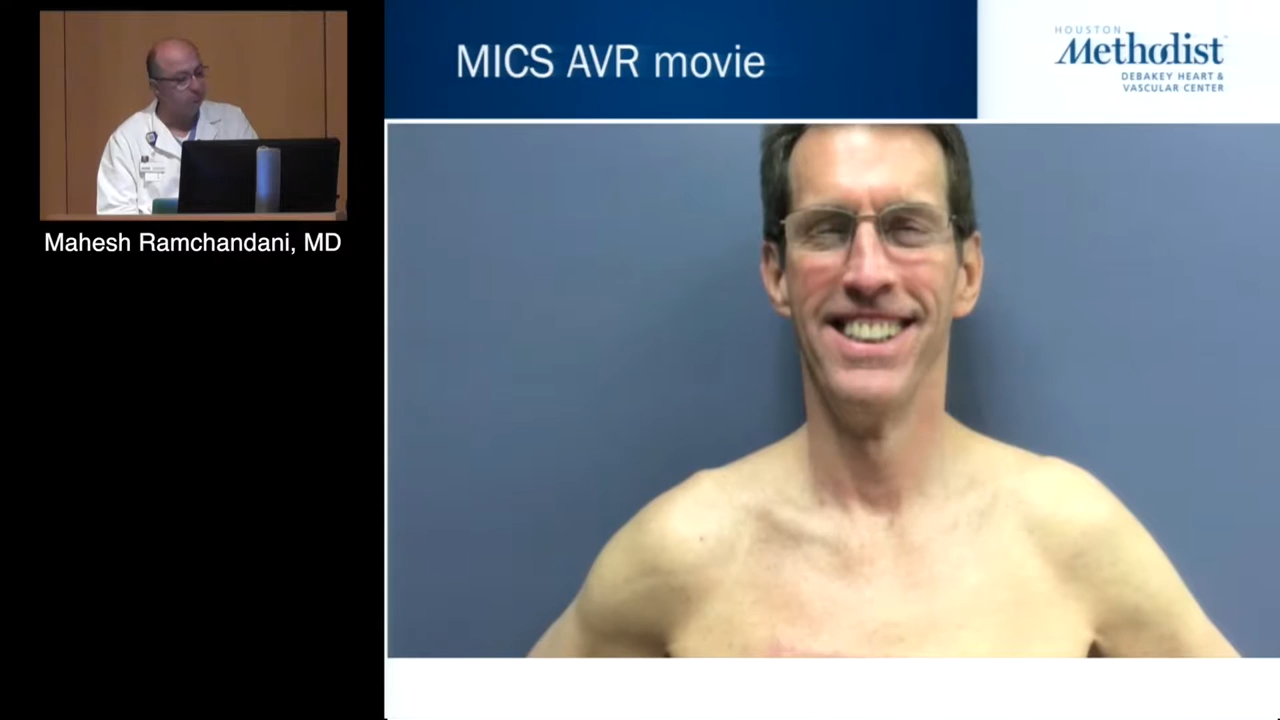 MICS AVR movie
HOUSTON
Methodist
DEBAKEY HEART &
VASCULAR CENTER
Mahesh Ramchandani, MD